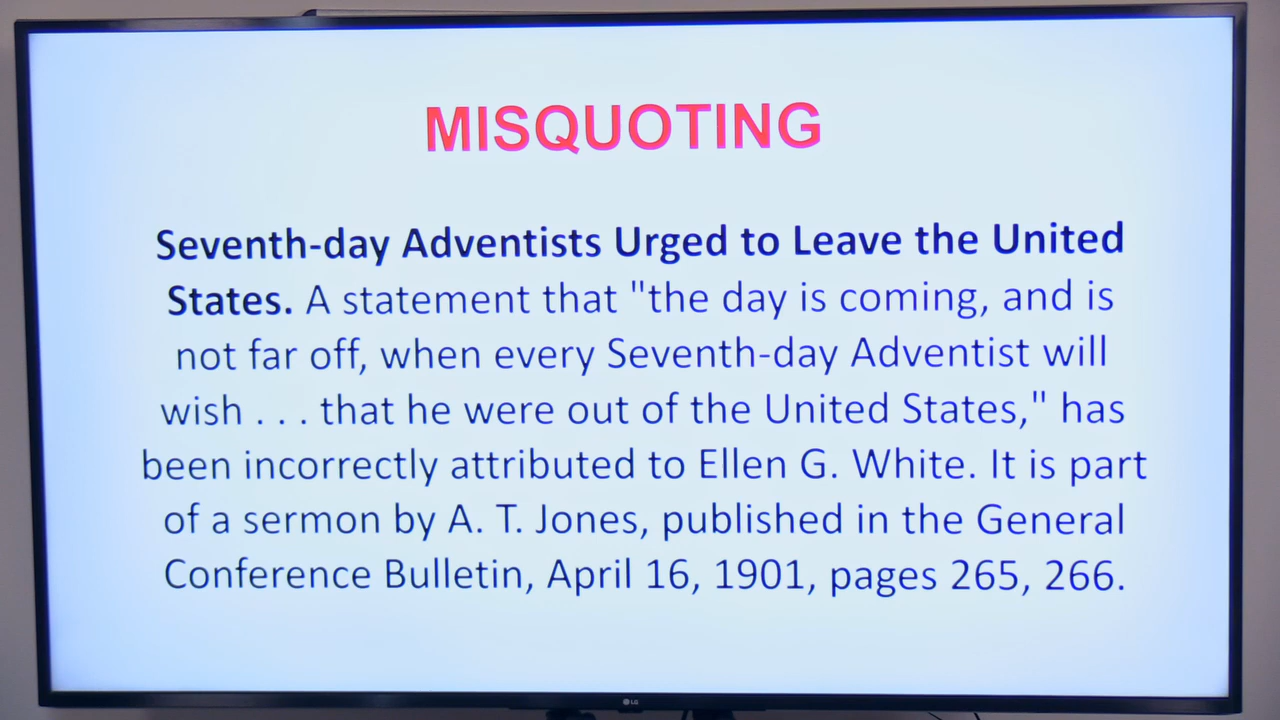 MISQUOTING
Seventh-day Adventists Urged to Leave the United
States. A statement that "the day is coming, and is
not far off, when every Seventh-day Adventist will
wish . . . that he were out of the United States," has
been incorrectly attributed to Ellen G. White. It is part
of a sermon by A. T. Jones, published in the General
Conference Bulletin, April 16, 1901, pages 265, 266.
LG